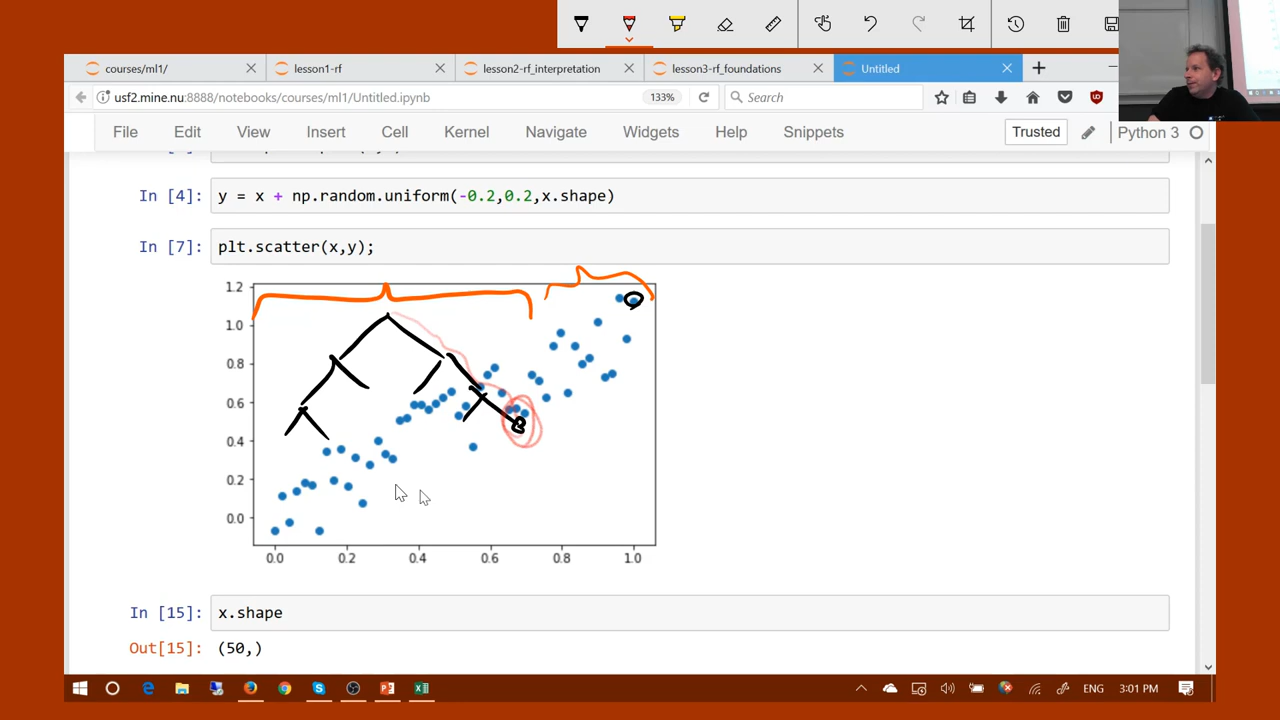 courses/ml1/
lesson1-rf
lesson2-rf_interpretation
lesson3-rf_foundations
Untitled
usf2.mine.nu:8888/notebooks/courses/ml1/Untitled.ipynb
133%
Search
File Edit View Insert Cell Kernel Navigate Widgets Help Snippets
Trusted
Python 3
In [4]: y = x + np.random.uniform(-0.2,0.2,x.shape)
In [7]: plt.scatter(x,y);
1.2
1.0
0.8
0.6
0.4
0.2
0.0
0.0 0.2 0.4 0.6 0.8 1.0
In [15]: x.shape
Out[15]: (50,)
ENG 3:01 PM